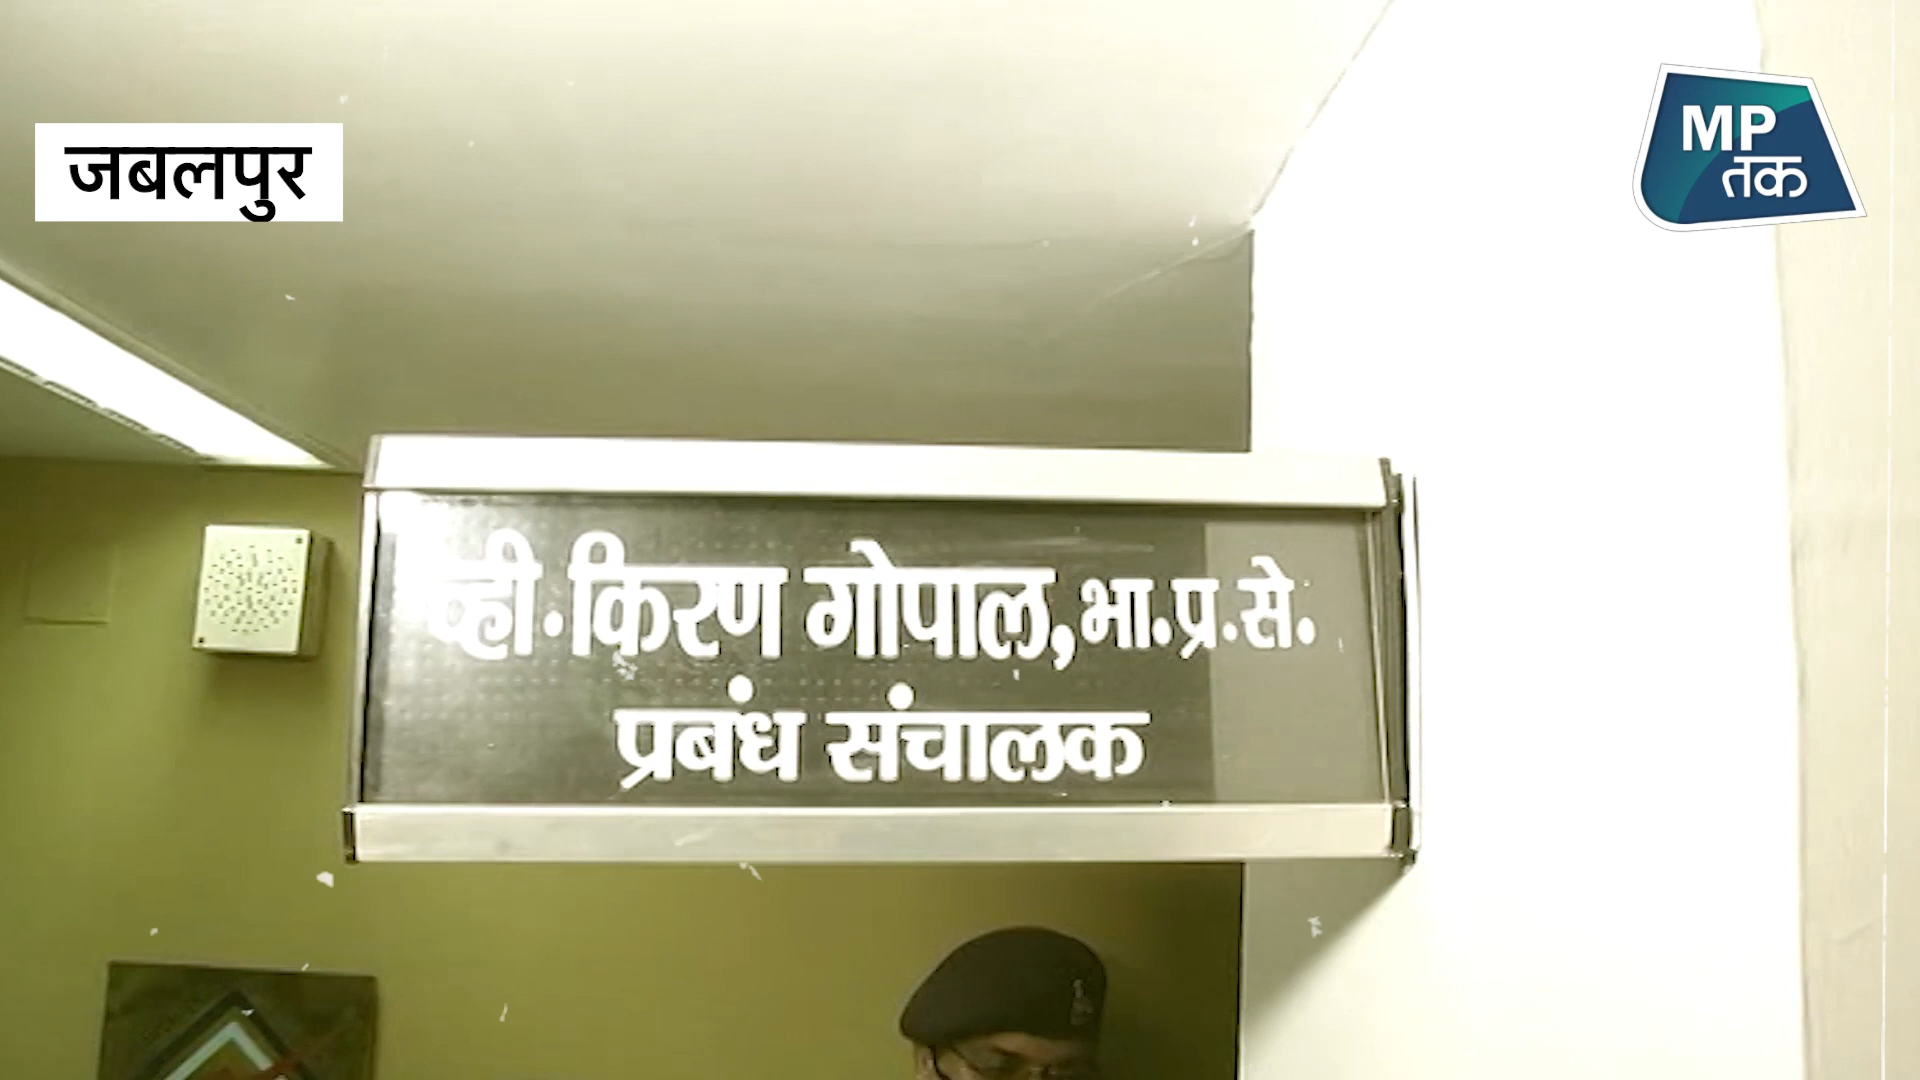 जबलपुर
MP
तक
व्ही.किरण गोपाल,भा.प्र.से.
प्रबंध संचालक